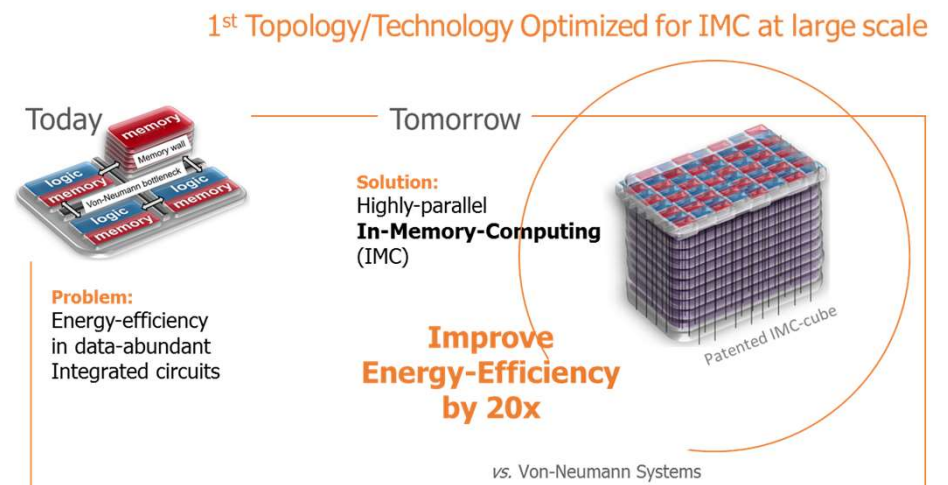 1st Topology/Technology Optimized for IMC at large scale
Today
memory
Memory wall
logic
memory
Von-Neumann bottleneck
logic
memory
logic
memory
Problem:
Energy-efficiency
in data-abundant
Integrated circuits
Tomorrow
Solution:
Highly-parallel
In-Memory-Computing
(IMC)
Patented IMC-cube
Improve
Energy-Efficiency
by 20x
vs. Von-Neumann Systems